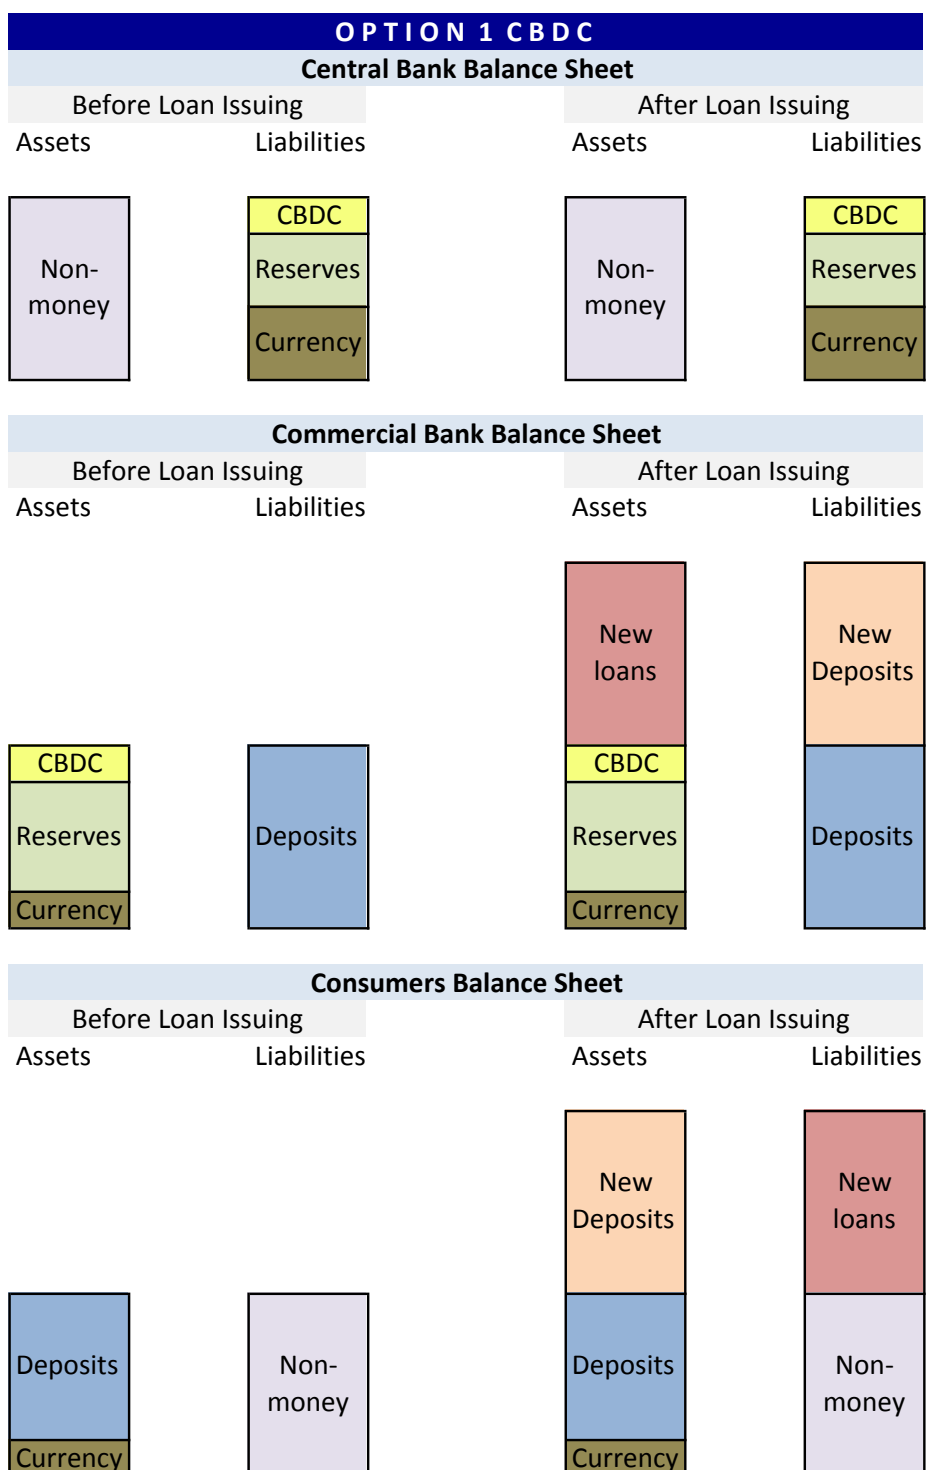 OPTION 1 CBDC
Central Bank Balance Sheet
Before Loan Issuing After Loan Issuing
Assets Liabilities Assets Liabilities
CBDC CBDC
Non- Reserves Non- Reserves
money money
Currency Currency
Commercial Bank Balance Sheet
Before Loan Issuing After Loan Issuing
Assets Liabilities Assets Liabilities
New New
loans Deposits
CBDC CBDC
Reserves Deposits Reserves Deposits
Currency Currency
Consumers Balance Sheet
Before Loan Issuing After Loan Issuing
Assets Liabilities Assets Liabilities
New New
Deposits loans
Deposits Non- Deposits Non-
money money
Currency Currency